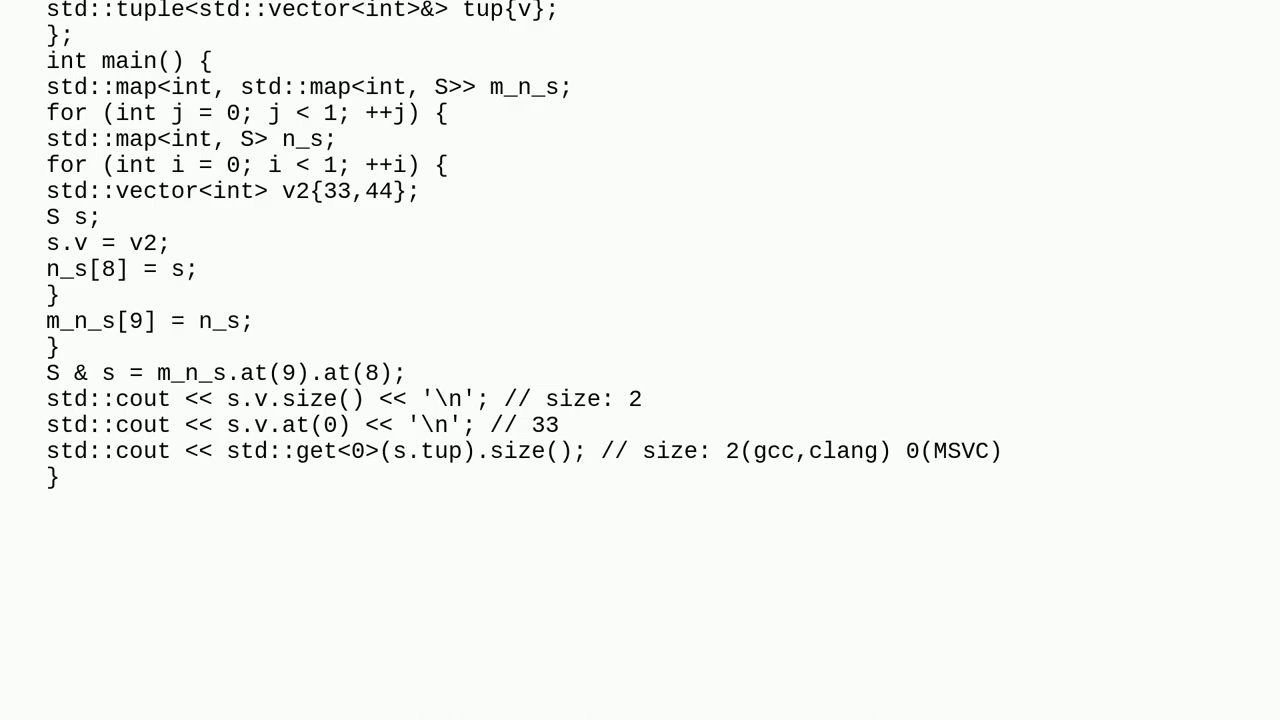 std::tuple<std::vector<int>&> tup{v};
};
int main() {
std::map<int, std::map<int, S>> m_n_s;
for (int j = 0; j < 1; ++j) {
std::map<int, S> n_s;
for (int i = 0; i < 1; ++i) {
std::vector<int> v2{33,44};
S s;
s.v = v2;
n_s[8] = s;
}
m_n_s[9] = n_s;
}
S & s = m_n_s.at(9).at(8);
std::cout << s.v.size() << '\n'; // size: 2
std::cout << s.v.at(0) << '\n'; // 33
std::cout << std::get<0>(s.tup).size(); // size: 2(gcc,clang) 0(MSVC)
}